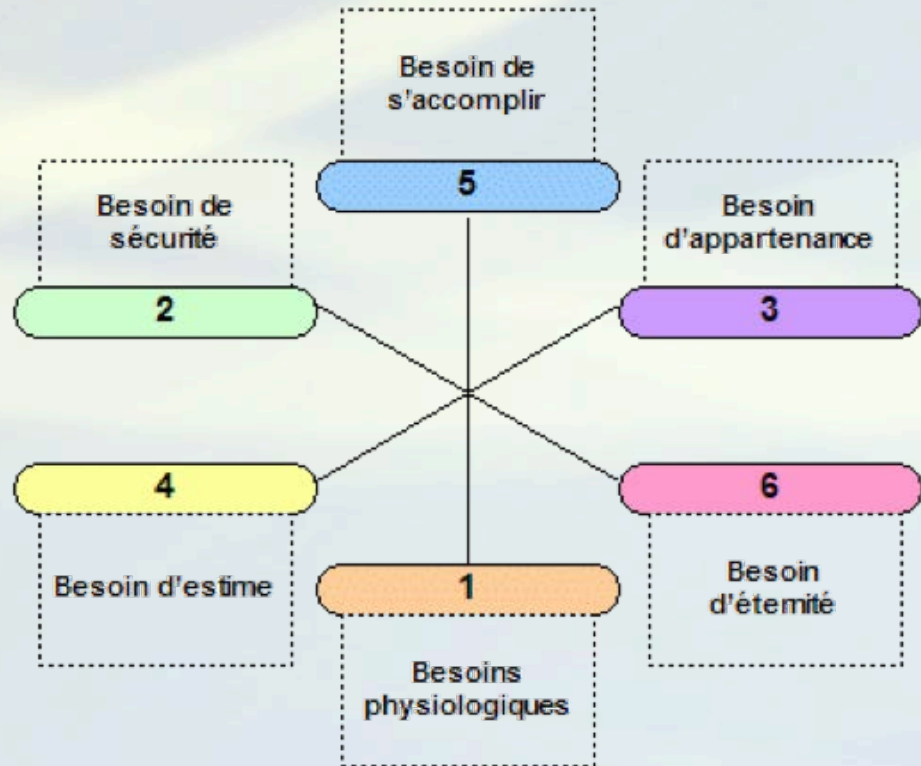 Besoin de
s'accomplir
5
Besoin de
sécurité
2
Besoin
d'appartenance
3
4
Besoin d'estime
6
Besoin
d'éternité
1
Besoins
physiologiques